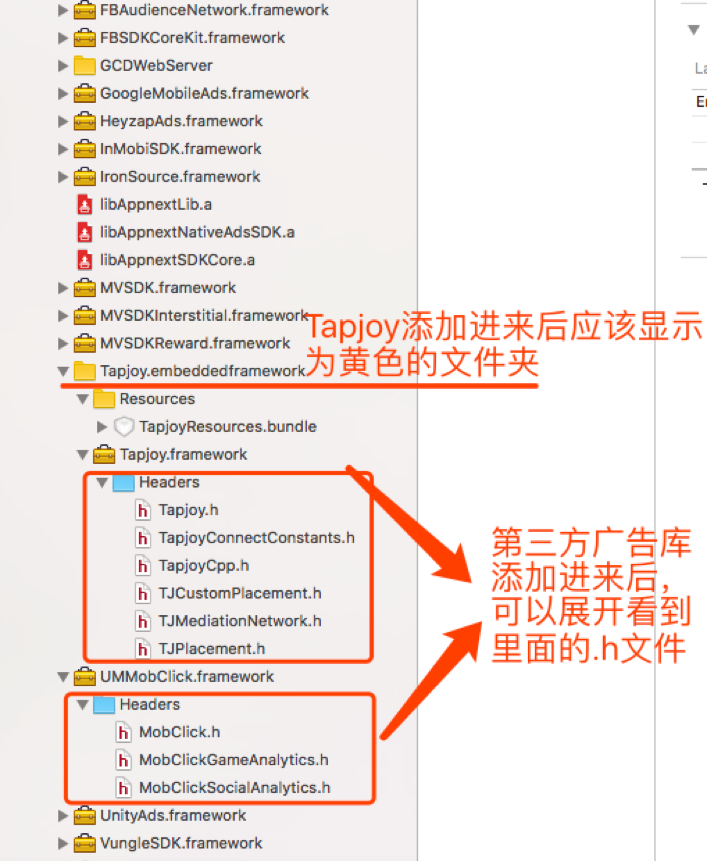 FBAudienceNetwork.framework
FBSDKCoreKit.framework
GCDWebServer
GoogleMobileAds.framework
HeyzapAds.framework
InMobiSDK.framework
IronSource.framework
libAppnextLib.a
libAppnextNativeAdsSDK.a
libAppnextSDKCore.a
MVSDK.framework
MVSDKInterstitial.framework
MVSDKReward.framework
Tapjoy添加进来后应该显示
为黄色的文件夹
Tapjoy.embeddedframework
Resources
TapjoyResources.bundle
Tapjoy.framework
Headers
Tapjoy.h
TapjoyConnectConstants.h
TapjoyCpp.h
TJCustomPlacement.h
TJMediationNetwork.h
TJPlacement.h
第三方广告库
添加进来后，
可以展开看到
里面的.h文件
UMMobClick.framework
Headers
MobClick.h
MobClickGameAnalytics.h
MobClickSocialAnalytics.h
UnityAds.framework
VungleSDK.framework